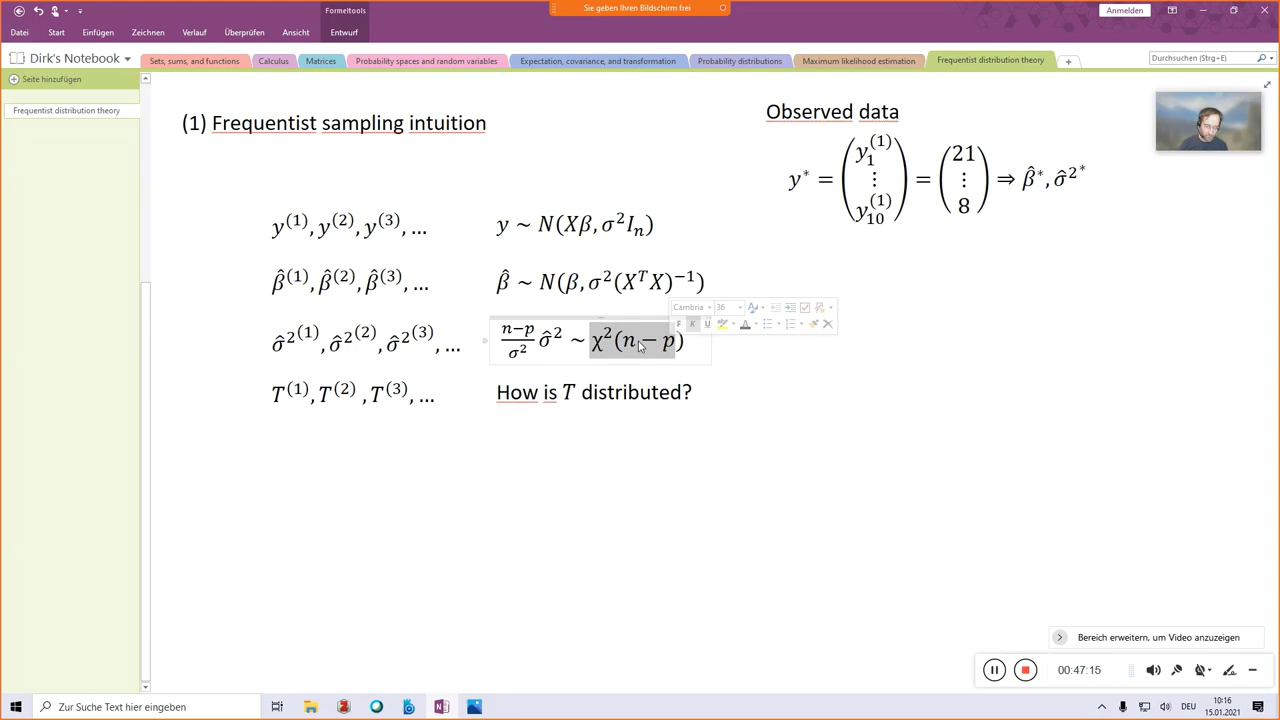 Formeltools
Sie geben Ihren Bildschirm frei
Anmelden
Datei Start Einfügen Zeichnen Verlauf Überprüfen Ansicht Entwurf
Dirk's Notebook
Sets, sums, and functions
Calculus
Matrices
Probability spaces and random variables
Expectation, covariance, and transformation
Probability distributions
Maximum likelihood estimation
Frequentist distribution theory
Durchsuchen (Strg+E)
Seite hinzufügen
Frequentist distribution theory
(1) Frequentist sampling intuition
Observed data
y* = (y₁⁽¹⁾ ⋮ y₁₀⁽¹⁾) = (21 ⋮ 8) ⇒ β̂*, σ̂²*
y⁽¹⁾, y⁽²⁾, y⁽³⁾, … y ~ N(Xβ, σ²Iₙ)
β̂⁽¹⁾, β̂⁽²⁾, β̂⁽³⁾, … β̂ ~ N(β, σ²(XᵀX)⁻¹)
Cambria 36
F K U
σ̂²⁽¹⁾, σ̂²⁽²⁾, σ̂²⁽³⁾, … n−p/σ² σ̂² ~ χ²(n − p)
T⁽¹⁾, T⁽²⁾ , T⁽³⁾, … How is T distributed?
Bereich erweitern, um Video anzuzeigen
00:47:15
Zur Suche Text hier eingeben
DEU
10:16
15.01.2021